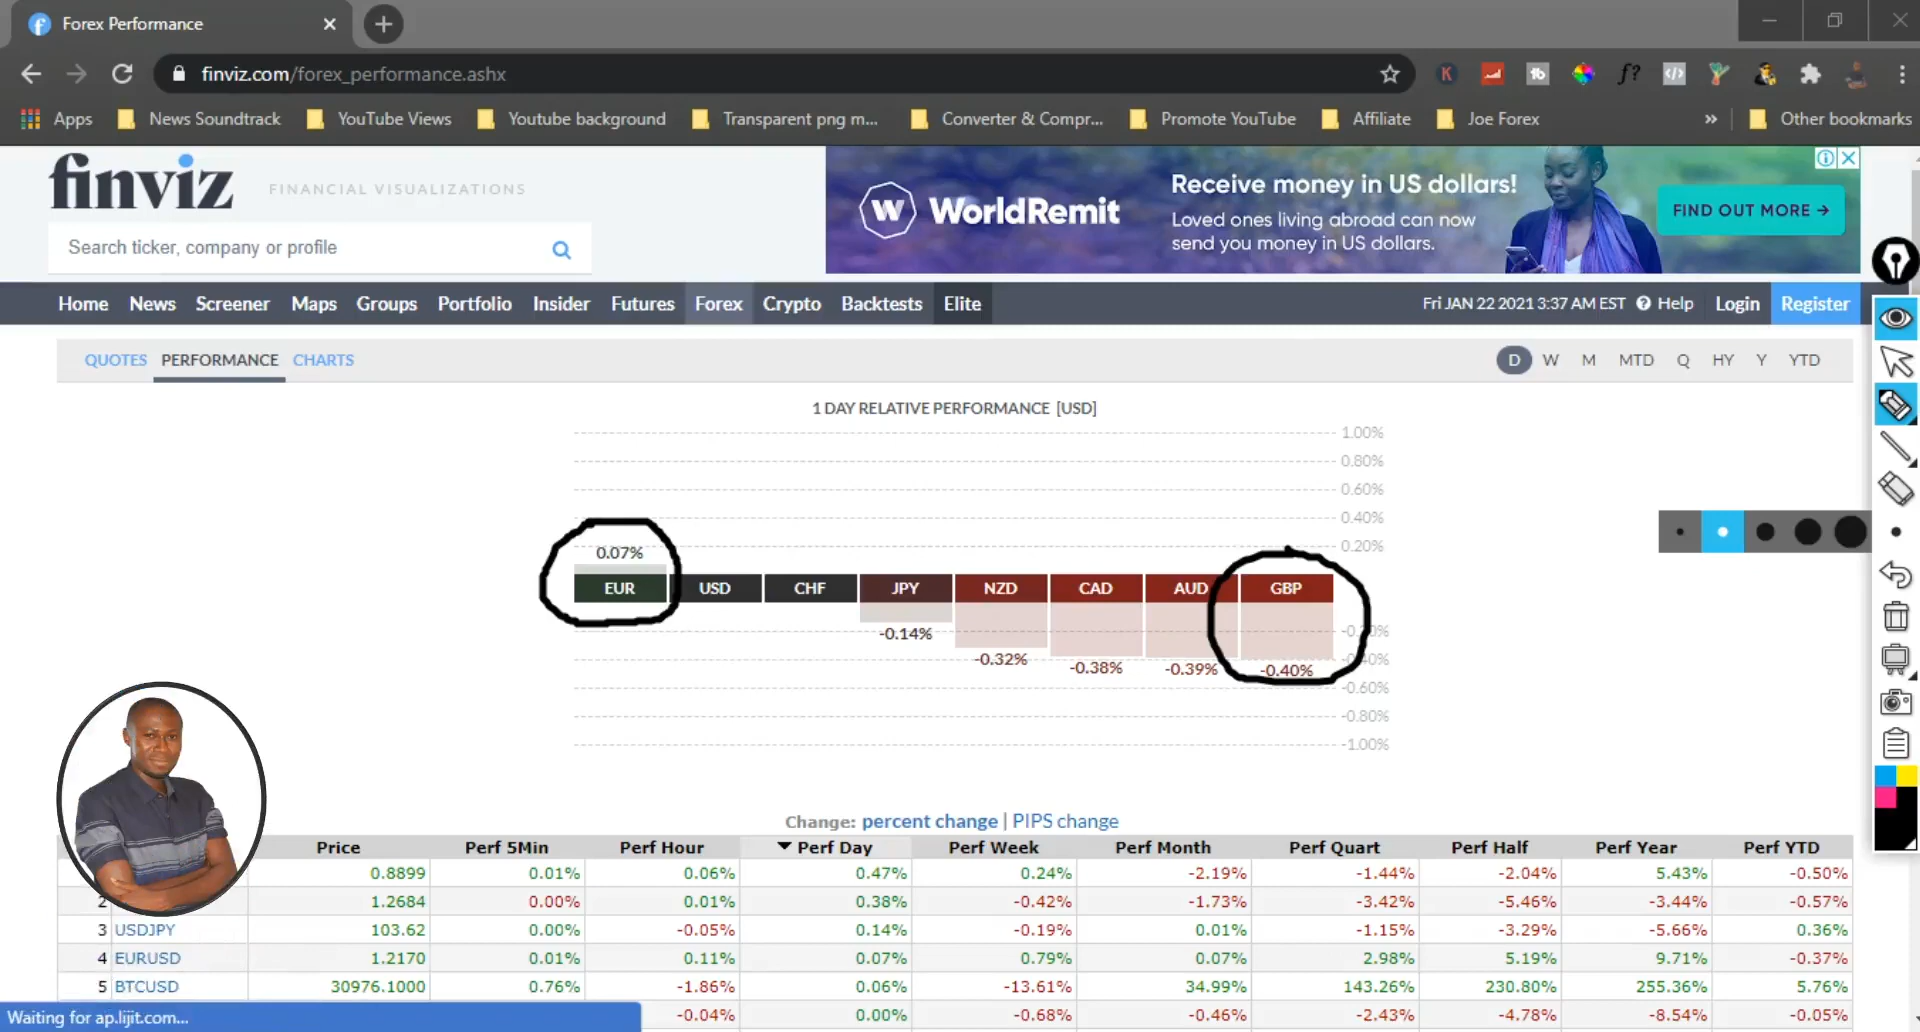 Forex Performance
finviz.com/forex_performance.ashx
Apps News Soundtrack YouTube Views Youtube background Transparent png m... Converter & Compr... Promote YouTube Affiliate Joe Forex » Other bookmarks
finviz FINANCIAL VISUALIZATIONS
Search ticker, company or profile
W WorldRemit
Receive money in US dollars!
Loved ones living abroad can now
send you money in US dollars.
FIND OUT MORE →
Home News Screener Maps Groups Portfolio Insider Futures Forex Crypto Backtests Elite Fri JAN 22 2021 3:37 AM EST Help Login Register
QUOTES PERFORMANCE CHARTS D W M MTD Q HY Y YTD
1 DAY RELATIVE PERFORMANCE [USD]
1.00%
0.80%
0.60%
0.40%
0.20%
0.07%
EUR USD CHF JPY NZD CAD AUD GBP
-0.20%
-0.14%
-0.32% -0.38% -0.39% -0.40%
-0.40%
-0.60%
-0.80%
-1.00%
Change: percent change | PIPS change
Price Perf 5Min Perf Hour Perf Day Perf Week Perf Month Perf Quart Perf Half Perf Year Perf YTD
0.8899 0.01% 0.06% 0.47% 0.24% -2.19% -1.44% -2.04% 5.43% -0.50%
2 1.2684 0.00% 0.01% 0.38% -0.42% -1.73% -3.42% -5.46% -3.44% -0.57%
3 USDJPY 103.62 0.00% -0.05% 0.14% -0.19% 0.01% -1.15% -3.29% -5.66% 0.36%
4 EURUSD 1.2170 0.01% 0.11% 0.07% 0.79% 0.07% 2.98% 5.19% 9.71% -0.37%
5 BTCUSD 30976.1000 0.76% -1.86% 0.06% -13.61% 34.99% 143.26% 230.80% 255.36% 5.76%
-0.04% 0.00% -0.68% -0.46% -2.43% -4.78% -8.54% -0.05%
Waiting for ap.lijit.com...